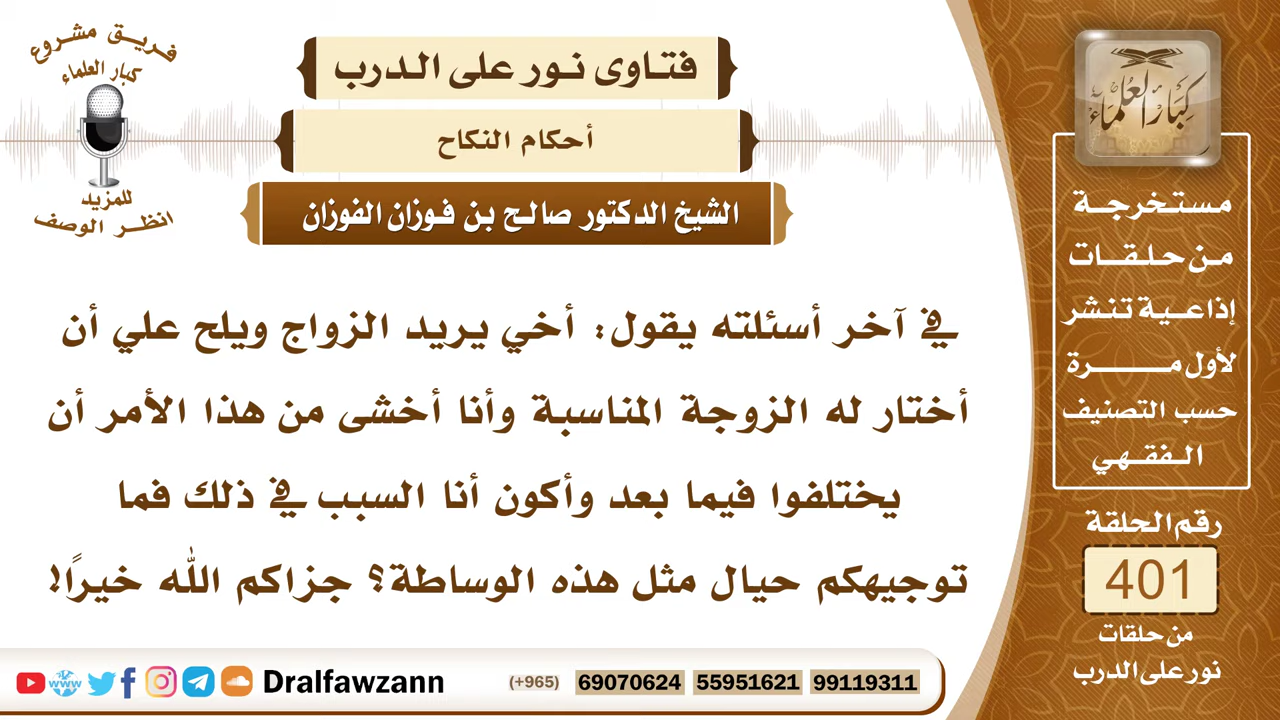 فريق مشروع
كبار العلماء
للمزيد
انظر الوصف
فتاوى نور على الدرب
أحكام النكاح
الشيخ الدكتور صالح بن فوزان الفوزان
في آخر أسئلته يقول: أخي يريد الزواج ويلح علي أن
أختار له الزوجة المناسبة وأنا أخشى من هذا الأمر أن
يختلفوا فيما بعد وأكون أنا السبب في ذلك فما
توجيهكم حيال مثل هذه الوساطة؟ جزاكم الله خيرًا!
كبار العلماء
مستخرجة
من حلقات
إذاعية تنشر
لأول مرة
حسب التصنيف
الفقهي
رقم الحلقة
401
من حلقات
نور على الدرب
www
Dralfawzann
(+965) 69070624 55951621 99119311